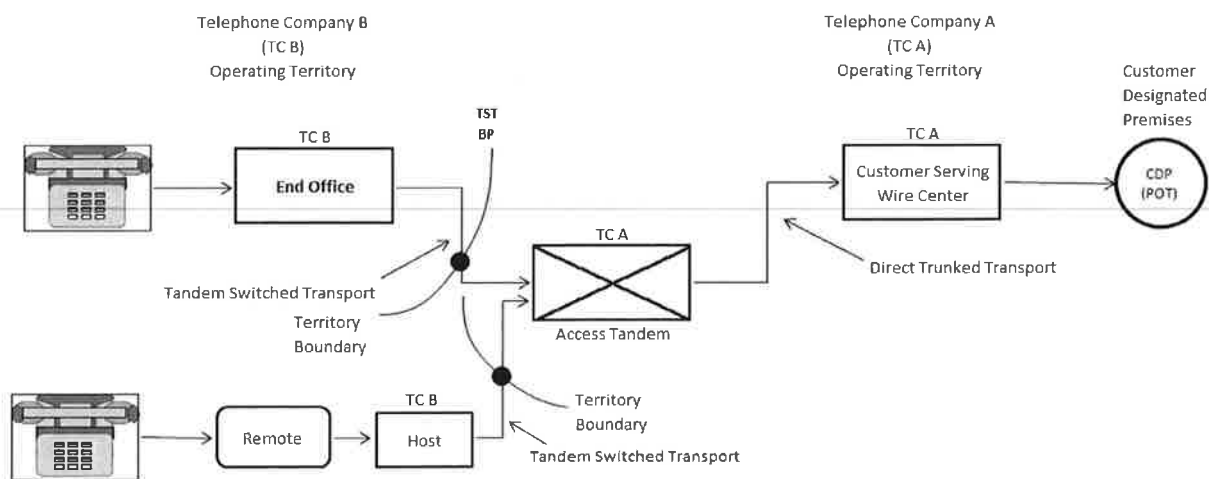 Telephone Company B
(TC B)
Operating Territory
Telephone Company A
(TC A)
Operating Territory
Customer
Designated
Premises
TST
BP
TC B
End Office
TC A
Customer Serving
Wire Center
CDP
(POT)
TC A
Access Tandem
Direct Trunked Transport
Tandem Switched Transport
Territory
Boundary
TC B
Remote
Host
Territory
Boundary
Tandem Switched Transport